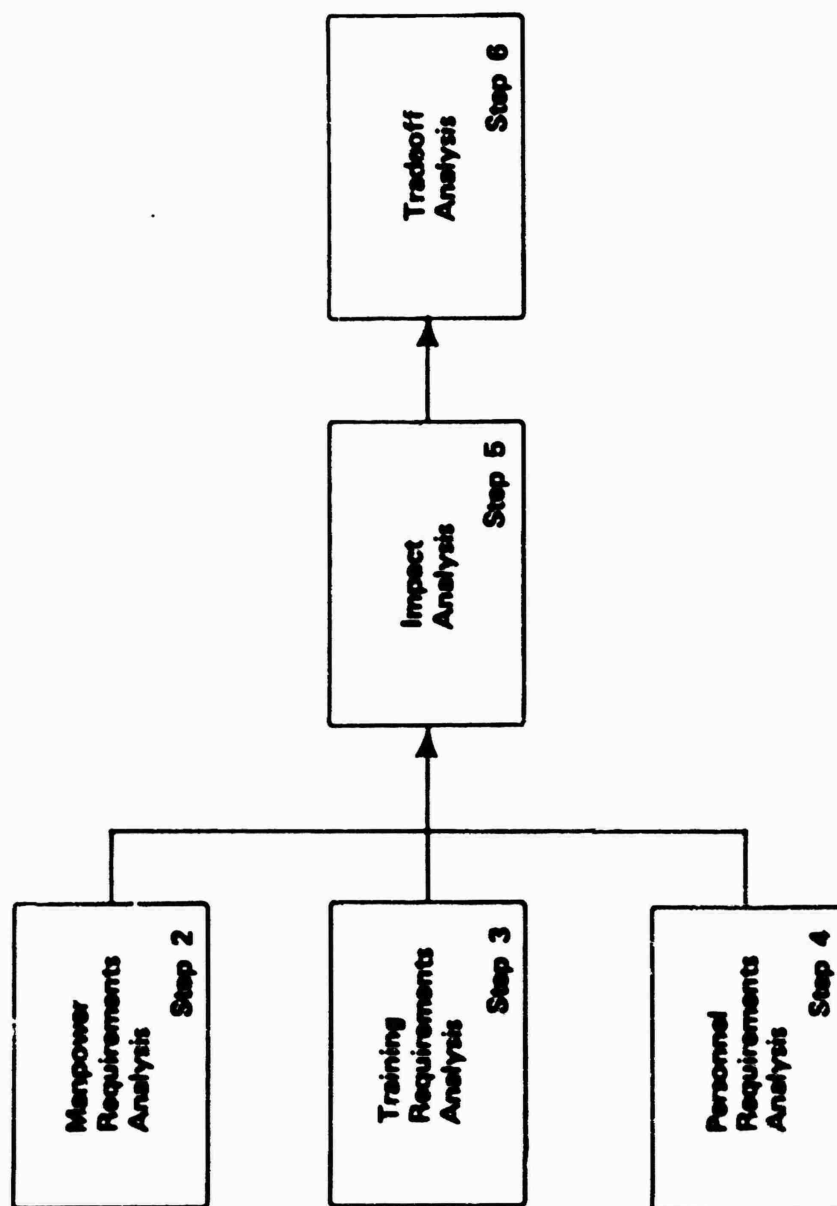 Manpower
Requirements
Analysis
Step 2
Training
Requirements
Analysis
Step 3
Personnel
Requirements
Analysis
Step 4
Impact
Analysis
Step 5
Tradeoff
Analysis
Step 6